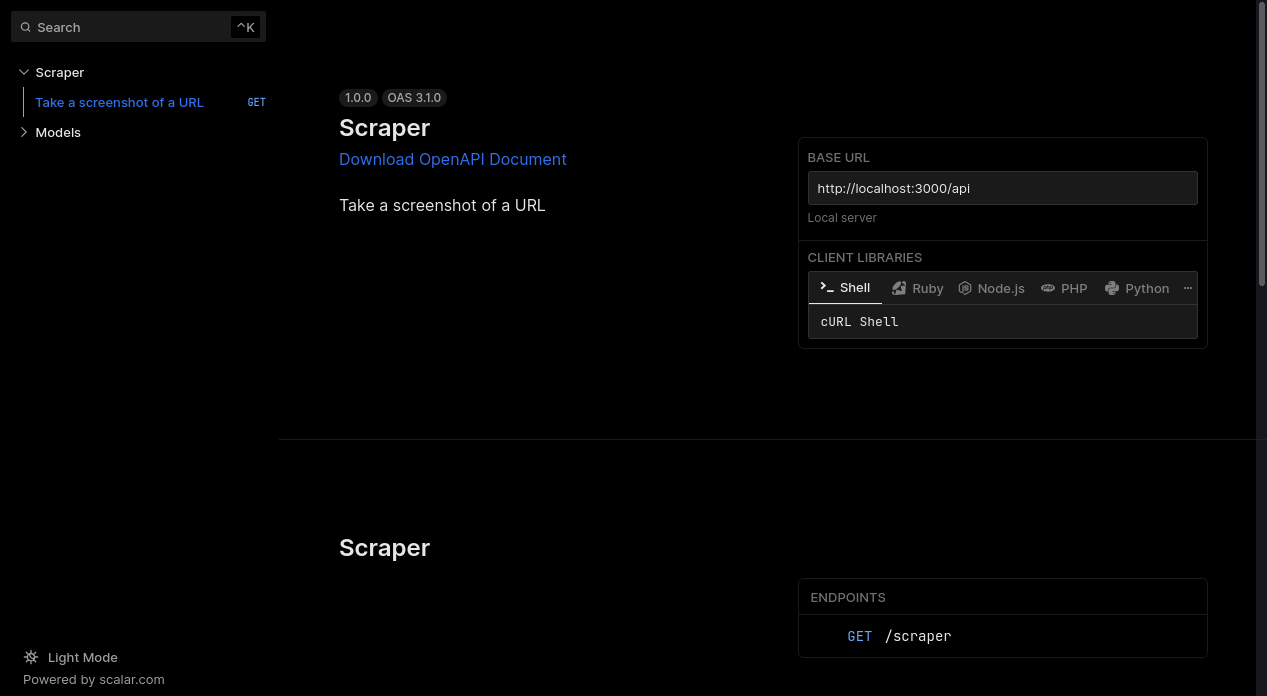 Search ^K
Scraper
Take a screenshot of a URL GET
Models
Light Mode
Powered by scalar.com
1.0.0 OAS 3.1.0
Scraper
Download OpenAPI Document
Take a screenshot of a URL
BASE URL
http://localhost:3000/api
Local server
CLIENT LIBRARIES
Shell Ruby Node.js PHP Python ···
cURL Shell
Scraper
ENDPOINTS
GET /scraper